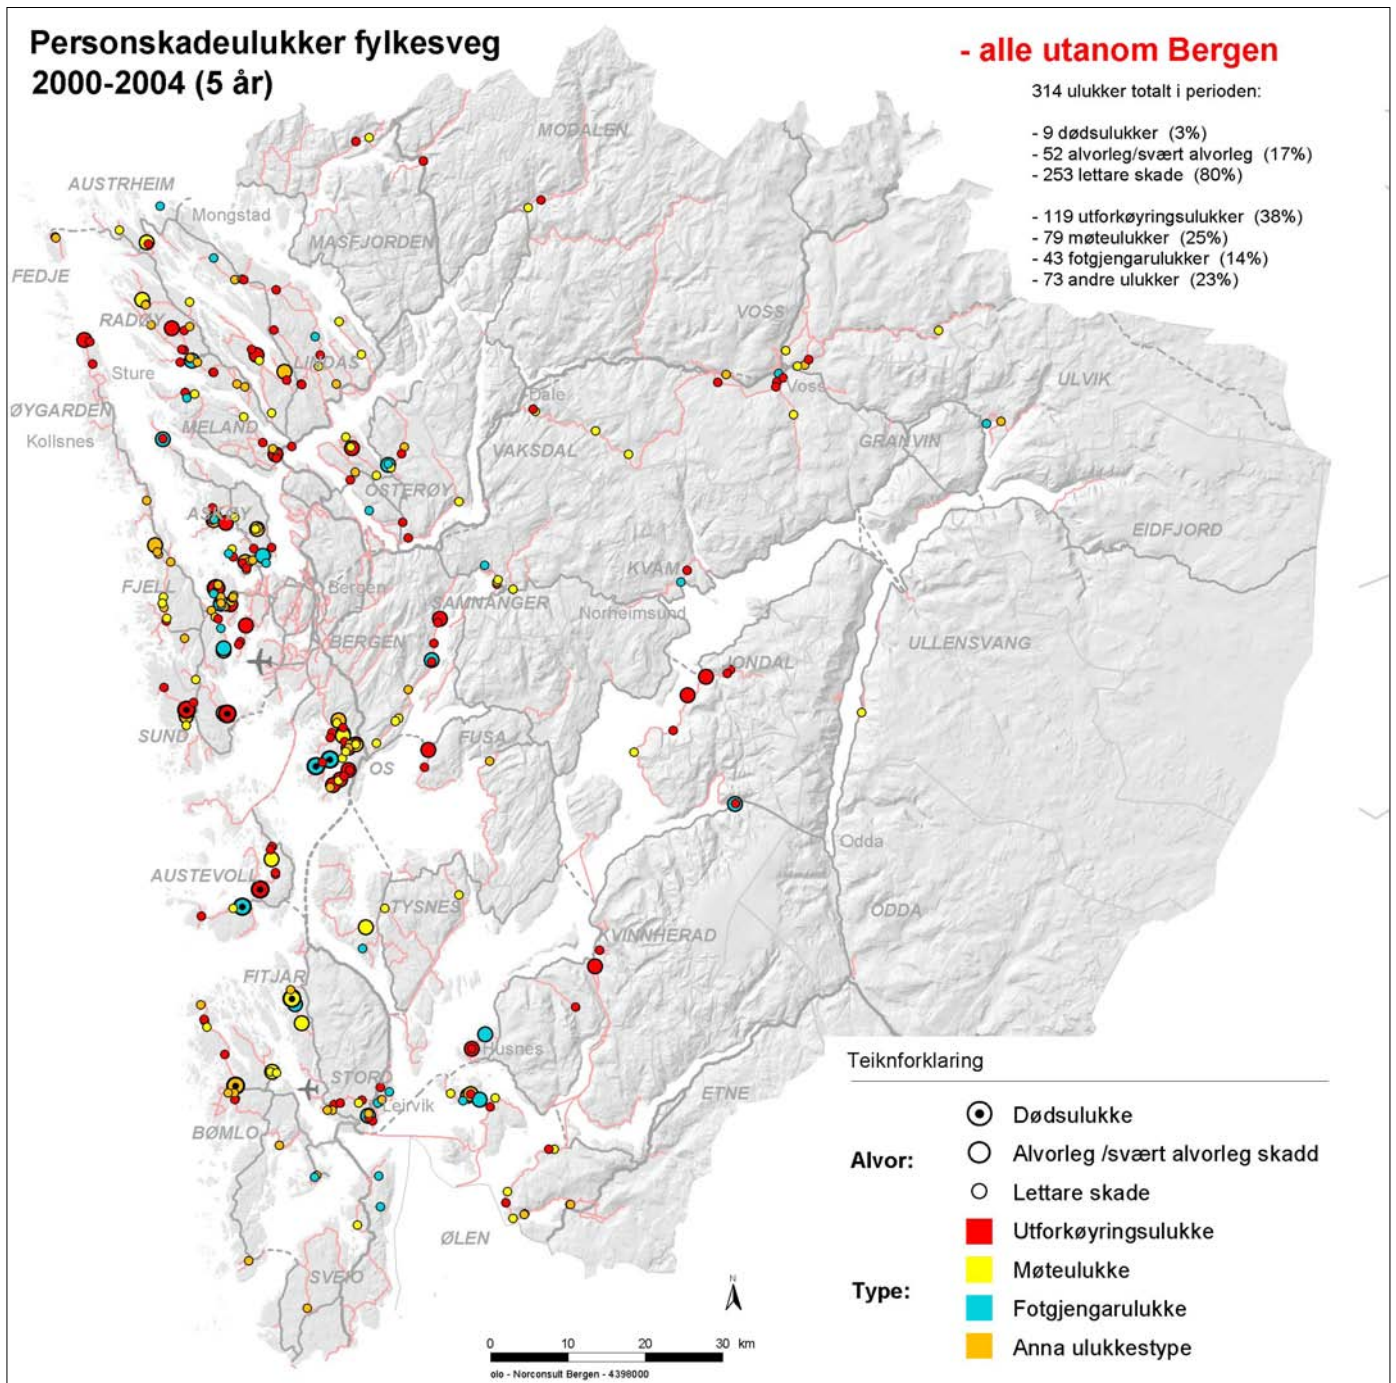 Personskadeulukker fylkesveg
2000-2004 (5 år)
- alle utanom Bergen
314 ulukker totalt i perioden:
- 9 dødsulukker (3%)
- 52 alvorleg/svært alvorleg (17%)
- 253 lettare skade (80%)
- 119 utforkøyringsulukker (38%)
- 79 møteulukker (25%)
- 43 fotgjengarulukker (14%)
- 73 andre ulukker (23%)
MODALEN
AUSTRHEIM
Mongstad
MASFJORDEN
FEDJE
RADØY
VOSS
LINDÅS
Sture
Voss
ULVIK
Dale
ØYGARDEN
Kollsnes
MELAND
GRANVIN
VAKSDAL
OSTERØY
ASKØY
EIDFJORD
KVAM
FJELL
Bergen
SAMNANGER
Norheimsund
BERGEN
ULLENSVANG
JONDAL
SUND
FUSA
OS
Odda
AUSTEVOLL
TYSNES
ODDA
KVINNHERAD
FITJAR
Husnes
STORD
ETNE
Leirvik
BØMLO
ØLEN
SVEIO
Teiknforklaring
Alvor:
Dødsulukke
Alvorleg /svært alvorleg skadd
Lettare skade
Type:
Utforkøyringsulukke
Møteulukke
Fotgjengarulukke
Anna ulukkestype
N
0 10 20 30 km
olo - Norconsult Bergen - 4398000